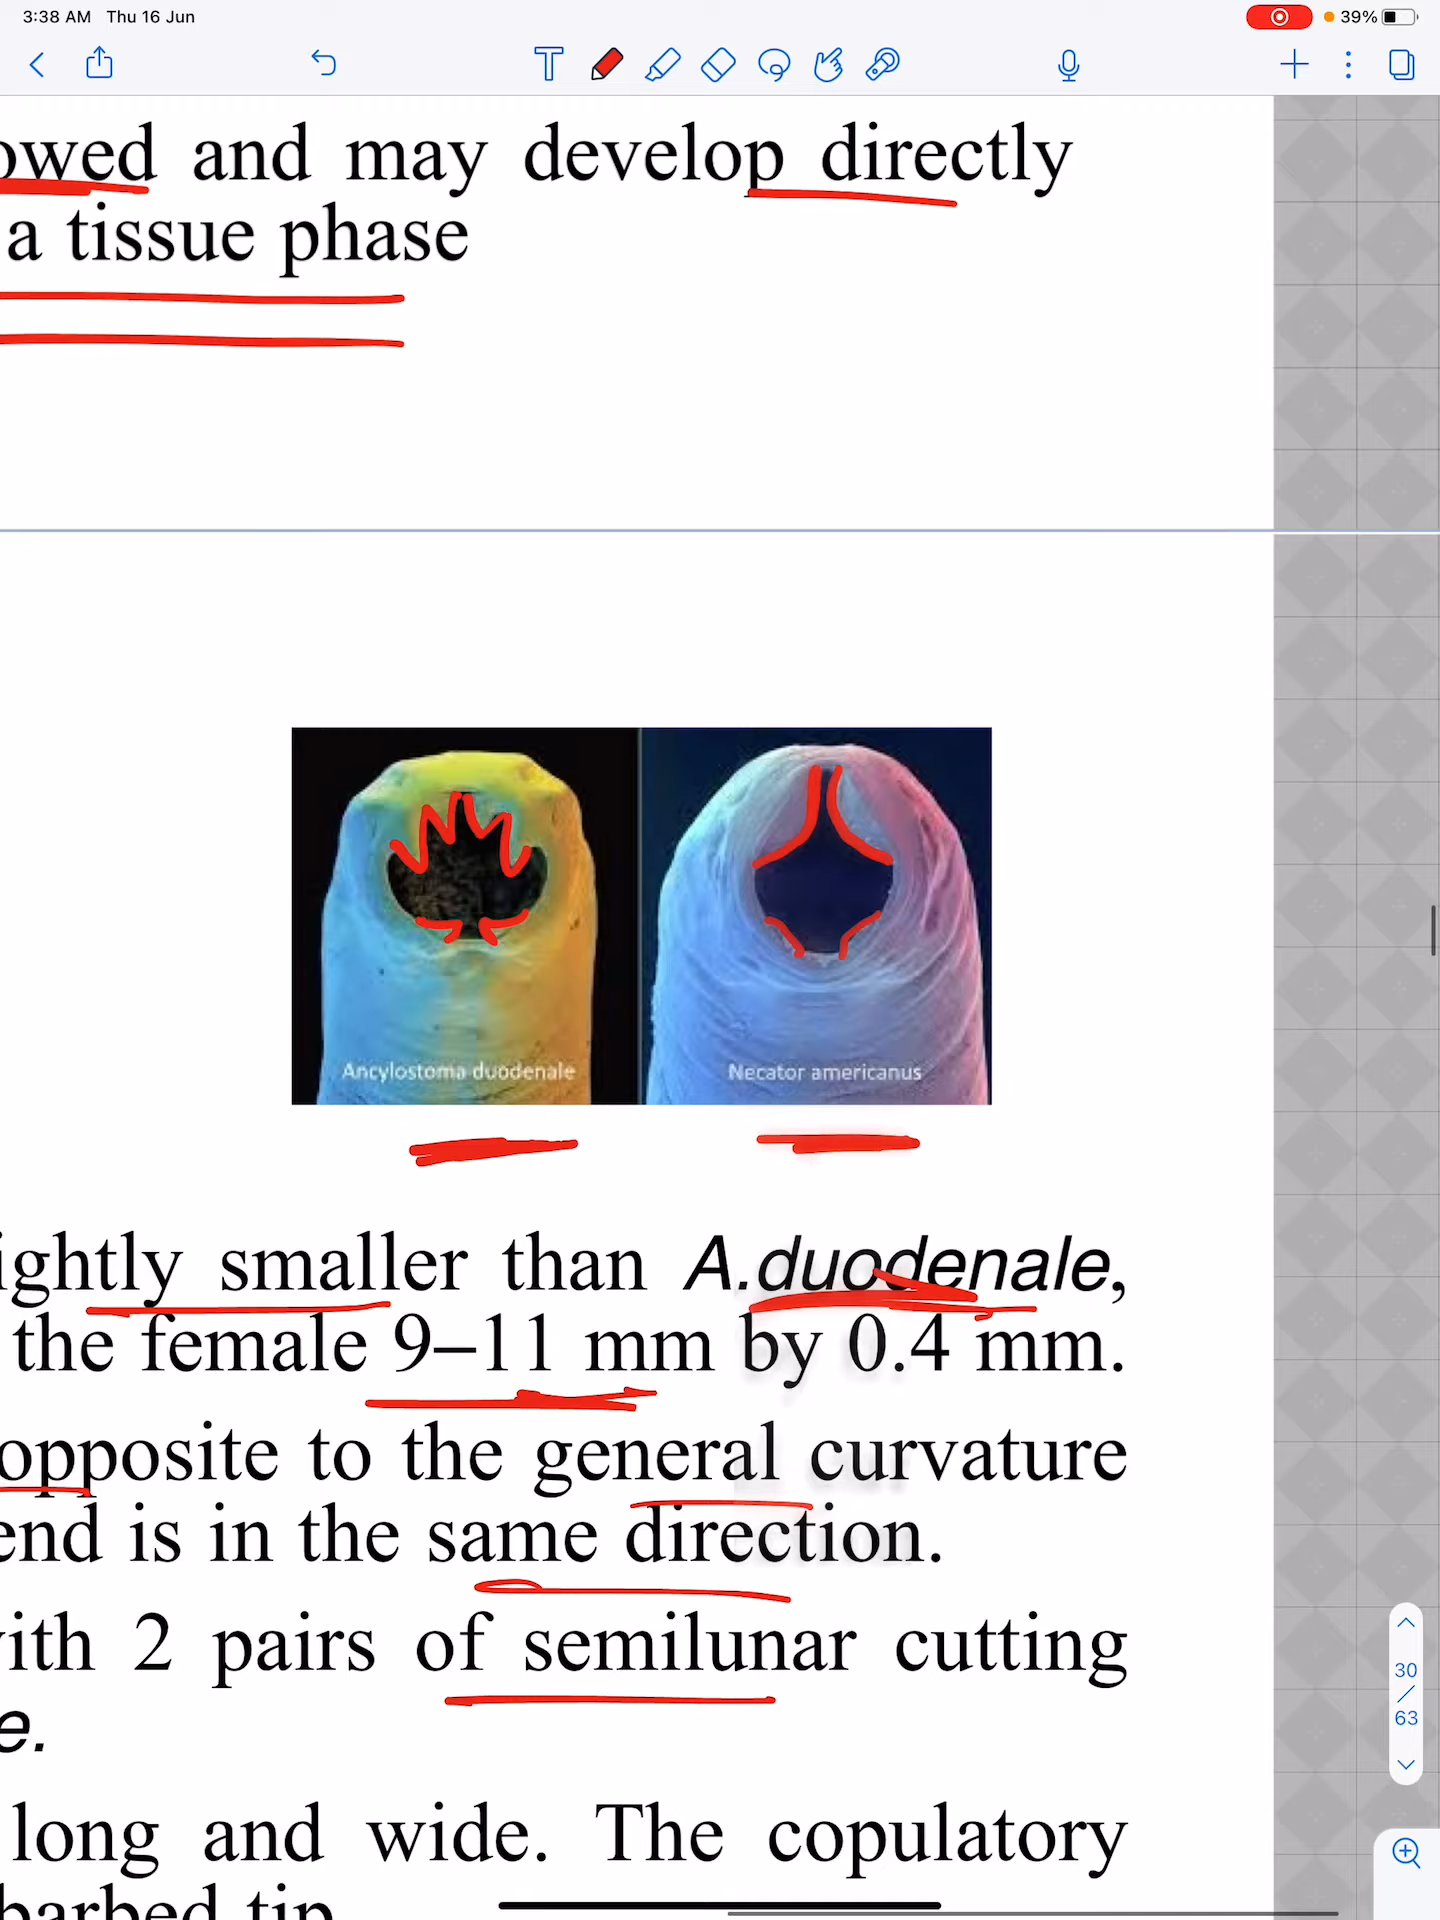 3:38 AM Thu 16 Jun
39%
owed and may develop directly
a tissue phase
Ancylostoma duodenale
Necator americanus
ightly smaller than A.duodenale,
the female 9–11 mm by 0.4 mm.
opposite to the general curvature
end is in the same direction.
ith 2 pairs of semilunar cutting
e.
long and wide. The copulatory
barbed tip
30
/
63